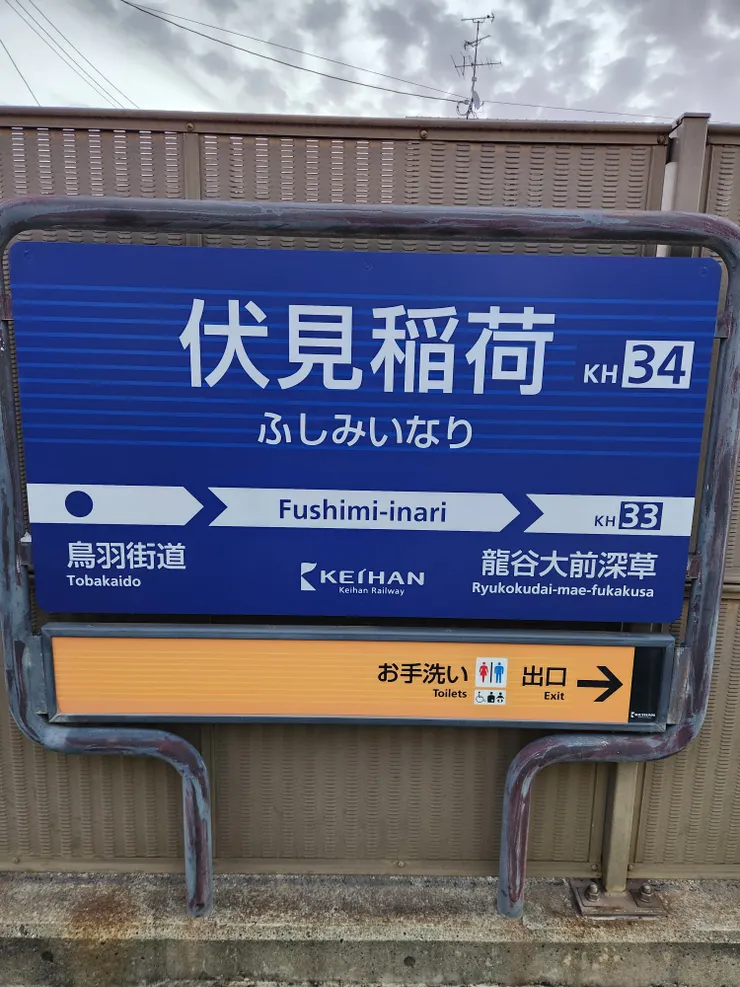 伏見稲荷 KH 34
ふしみいなり
Fushimi-inari KH 33
鳥羽街道 龍谷大前深草
Tobakaido KEIHAN Ryukokudai-mae-fukakusa
Keihan Railway
お手洗い 出口
Toilets Exit
KEIHAN